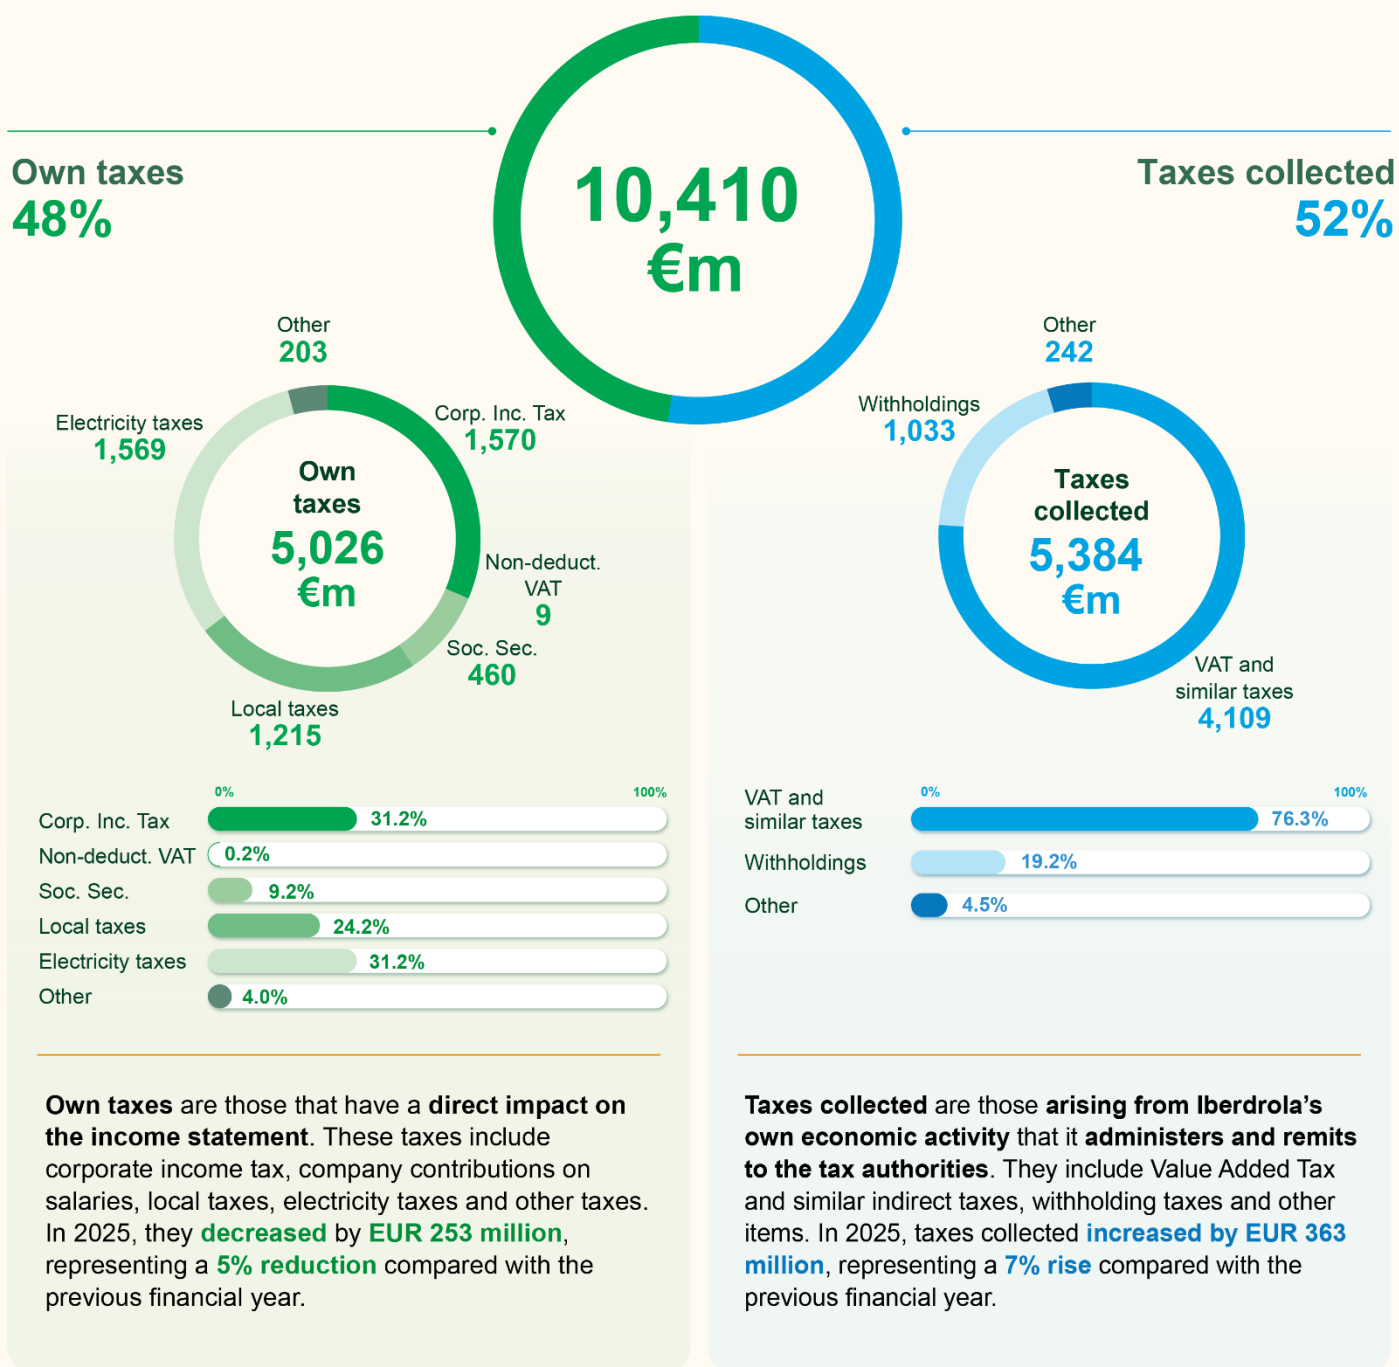 10,410
€m
Own taxes
48%
Taxes collected
52%
Other
203
Corp. Inc. Tax
1,570
Electricity taxes
1,569
Own
taxes
5,026
€m
Non-deduct.
VAT
9
Soc. Sec.
460
Local taxes
1,215
Other
242
Withholdings
1,033
Taxes
collected
5,384
€m
VAT and
similar taxes
4,109
0% 100%
Corp. Inc. Tax 31.2%
Non-deduct. VAT 0.2%
Soc. Sec. 9.2%
Local taxes 24.2%
Electricity taxes 31.2%
Other 4.0%
0% 100%
VAT and
similar taxes 76.3%
Withholdings 19.2%
Other 4.5%
Own taxes are those that have a direct impact on
the income statement. These taxes include
corporate income tax, company contributions on
salaries, local taxes, electricity taxes and other taxes.
In 2025, they decreased by EUR 253 million,
representing a 5% reduction compared with the
previous financial year.
Taxes collected are those arising from Iberdrola’s
own economic activity that it administers and remits
to the tax authorities. They include Value Added Tax
and similar indirect taxes, withholding taxes and other
items. In 2025, taxes collected increased by EUR 363
million, representing a 7% rise compared with the
previous financial year.